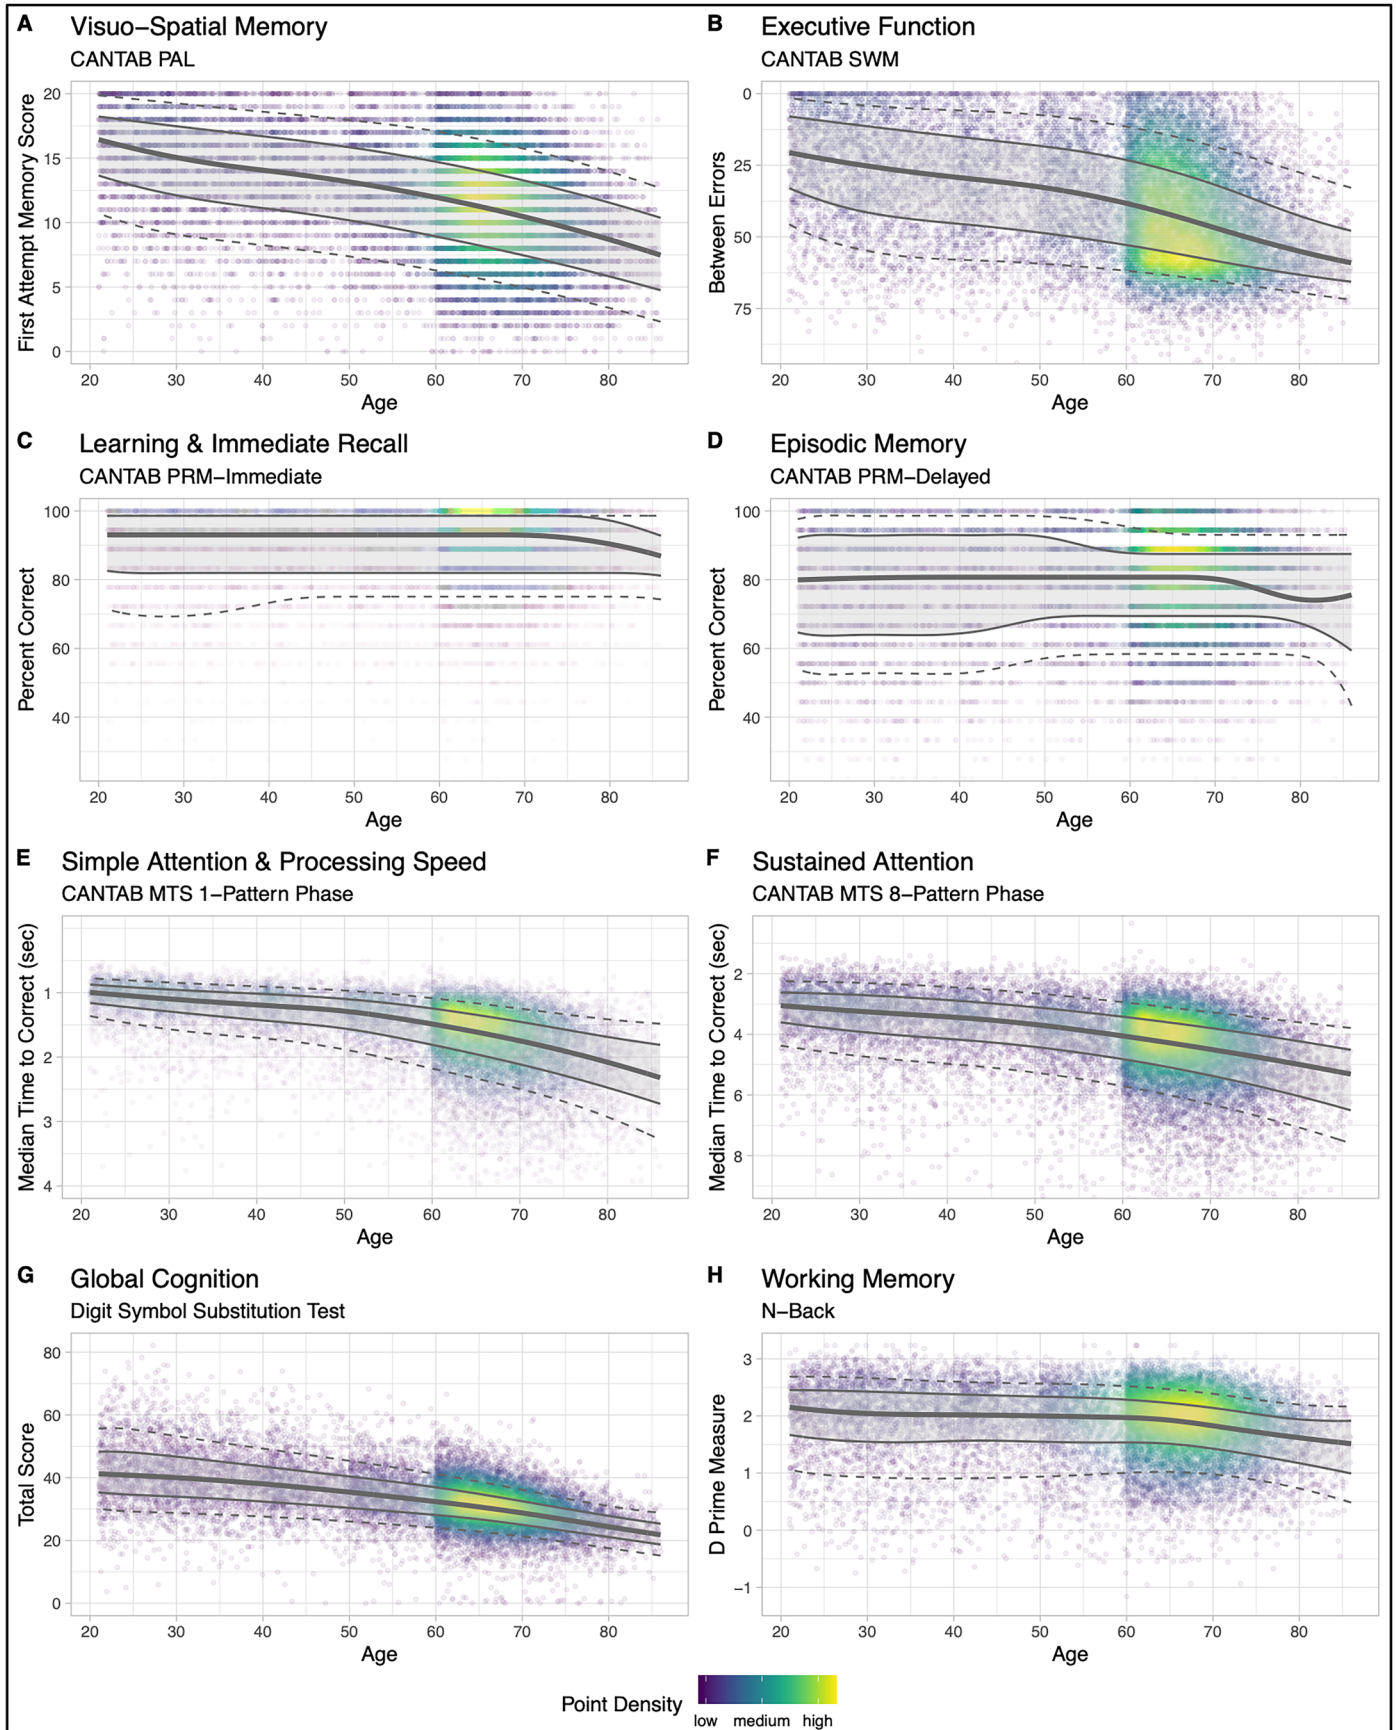 A Visuo−Spatial Memory
CANTAB PAL
First Attempt Memory Score
20
15
10
5
0
20 30 40 50 60 70 80
Age
B Executive Function
CANTAB SWM
Between Errors
0
25
50
75
20 30 40 50 60 70 80
Age
C Learning & Immediate Recall
CANTAB PRM−Immediate
Percent Correct
100
80
60
40
20 30 40 50 60 70 80
Age
D Episodic Memory
CANTAB PRM−Delayed
Percent Correct
100
80
60
40
20 30 40 50 60 70 80
Age
E Simple Attention & Processing Speed
CANTAB MTS 1−Pattern Phase
Median Time to Correct (sec)
1
2
3
4
20 30 40 50 60 70 80
Age
F Sustained Attention
CANTAB MTS 8−Pattern Phase
Median Time to Correct (sec)
2
4
6
8
20 30 40 50 60 70 80
Age
G Global Cognition
Digit Symbol Substitution Test
Total Score
80
60
40
20
0
20 30 40 50 60 70 80
Age
H Working Memory
N−Back
D Prime Measure
3
2
1
0
−1
20 30 40 50 60 70 80
Age
Point Density
low medium high